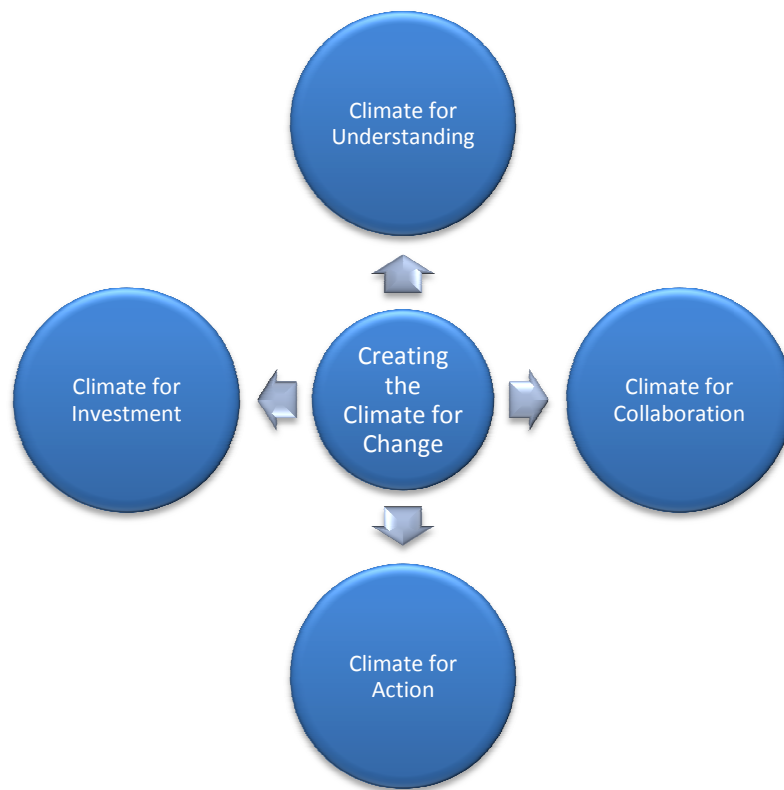 Climate for
Understanding
Climate for
Investment
Creating
the
Climate for
Change
Climate for
Collaboration
Climate for
Action